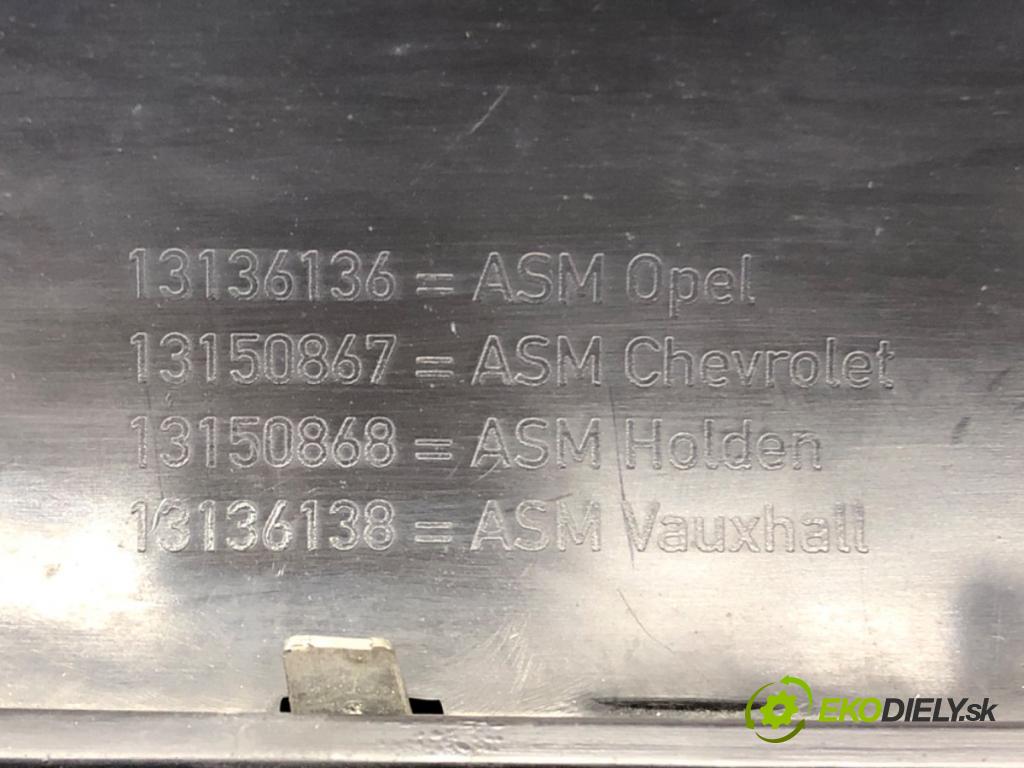 13136136 = ASM Opel
13150867 = ASM Chevrolet
13150868 = ASM Holden
13136138 = ASM Vauxhall
EKODIELY.sk